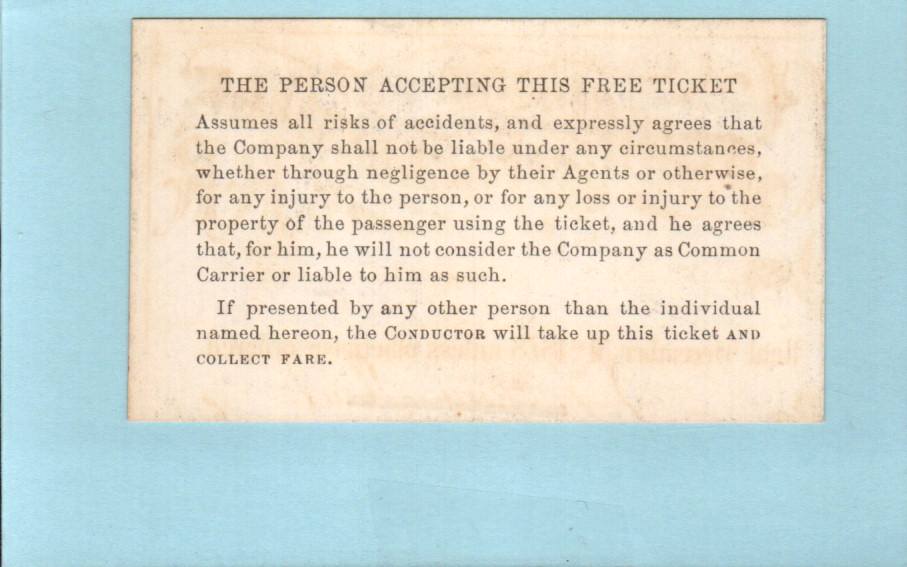 THE PERSON ACCEPTING THIS FREE TICKET
Assumes all risks of accidents, and expressly agrees that
the Company shall not be liable under any circumstances,
whether through negligence by their Agents or otherwise,
for any injury to the person, or for any loss or injury to the
property of the passenger using the ticket, and he agrees
that, for him, he will not consider the Company as Common
Carrier or liable to him as such.
If presented by any other person than the individual
named hereon, the CONDUCTOR will take up this ticket AND
COLLECT FARE.